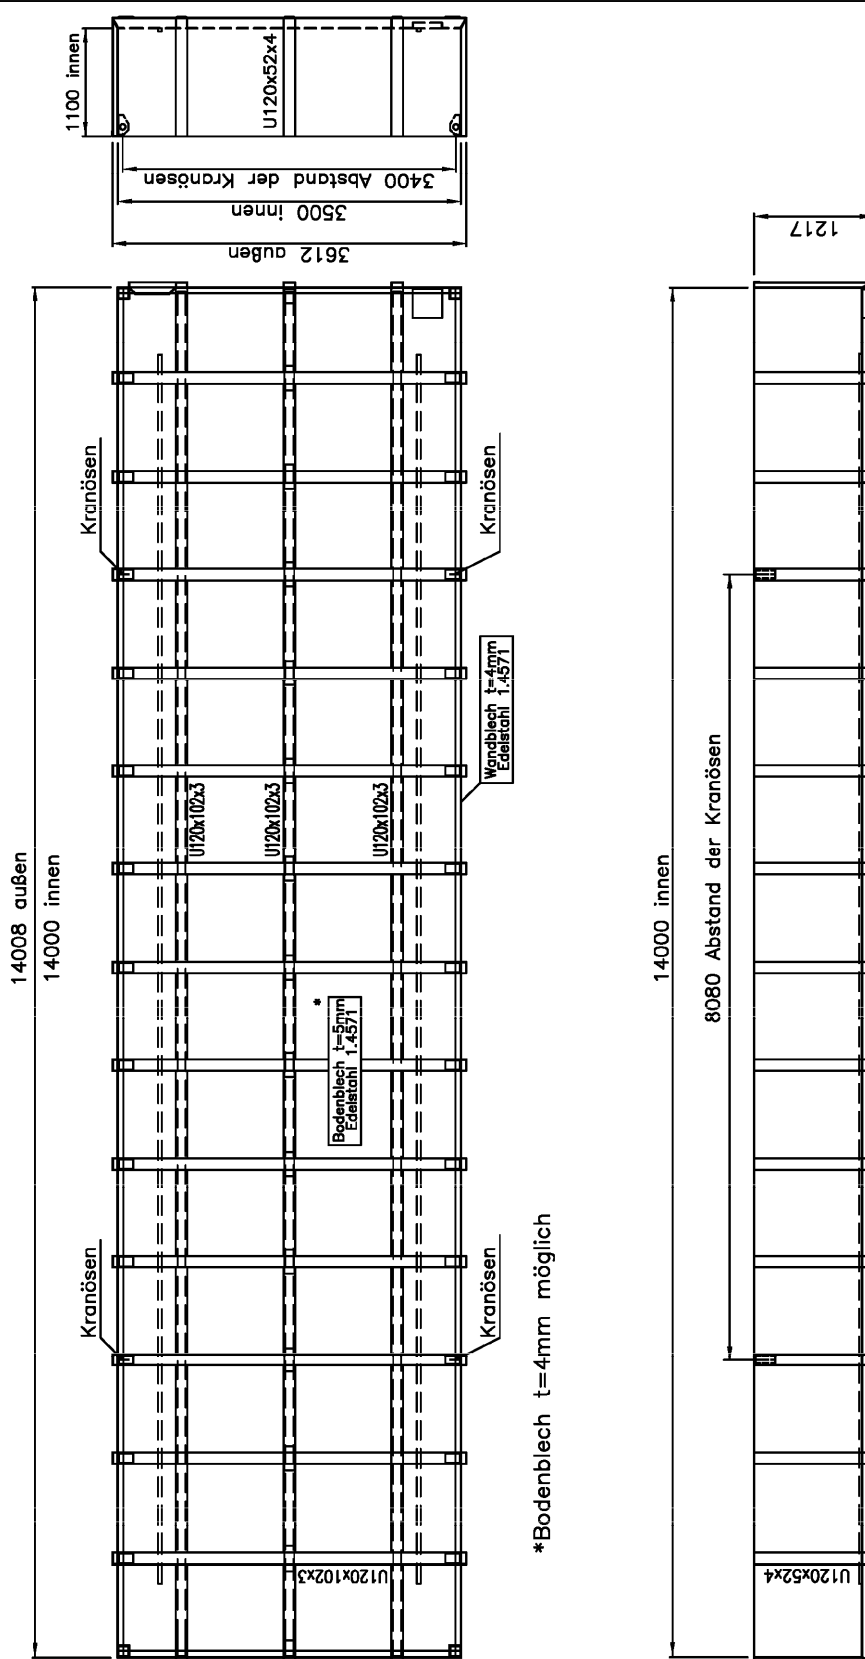 1100 innen
U120x52x4
3400 Abstand der Kranösen
3500 innen
3612 außen
14008 außen
14000 innen
Kranösen
Kranösen
Kranösen
Kranösen
U120x102x3
U120x102x3
U120x102x3
Wandblech t=4mm
Edelstahl 1.4571
*
Bodenblech t=5mm
Edelstahl 1.4571
U120x102x3
*Bodenblech t=4mm möglich
1217
14000 innen
8080 Abstand der Kranösen
U120x52x4